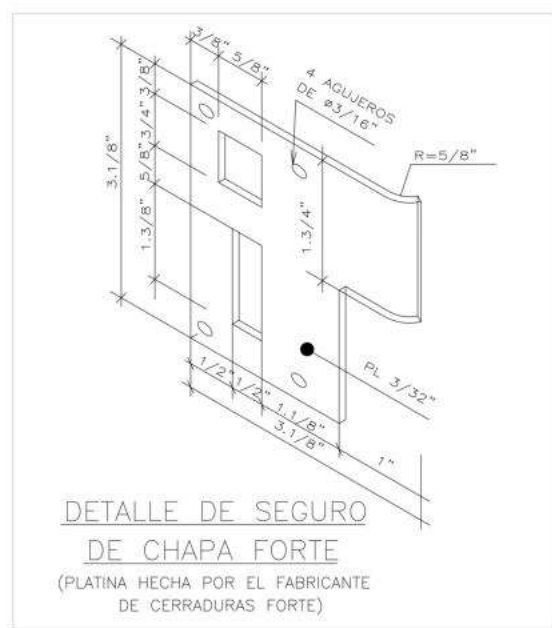 3/8"
5/8"
4 AGUJEROS
DE ø3/16"
R=5/8"
3/8"
3/4"
5/8"
1.3/8"
3.1/8"
1.3/4"
1/2"
1/2"
1.1/8"
3.1/8"
1"
PL 3/32"
DETALLE DE SEGURO
DE CHAPA FORTE
(PLATINA HECHA POR EL FABRICANTE
DE CERRADURAS FORTE)